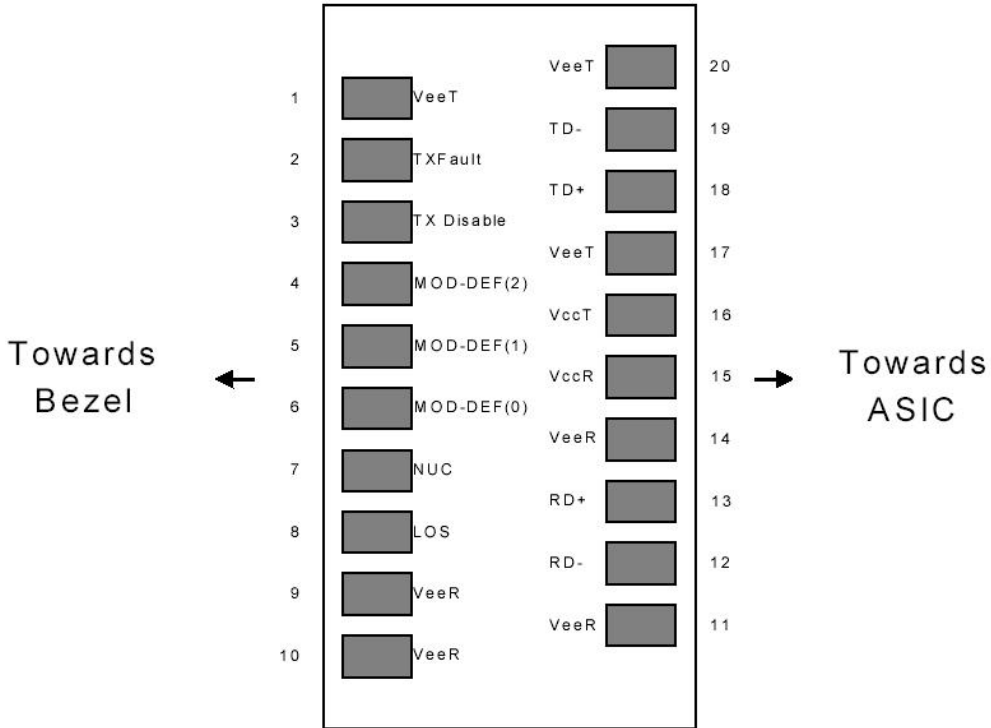 VeeT 20
1 VeeT
TD- 19
2 TXFault
TD+ 18
3 TX Disable
VeeT 17
4 MOD-DEF(2)
VccT 16
5 MOD-DEF(1)
Towards
Bezel
VccR 15
Towards
ASIC
6 MOD-DEF(0)
VeeR 14
7 NUC
RD+ 13
8 LOS
RD- 12
9 VeeR
VeeR 11
10 VeeR